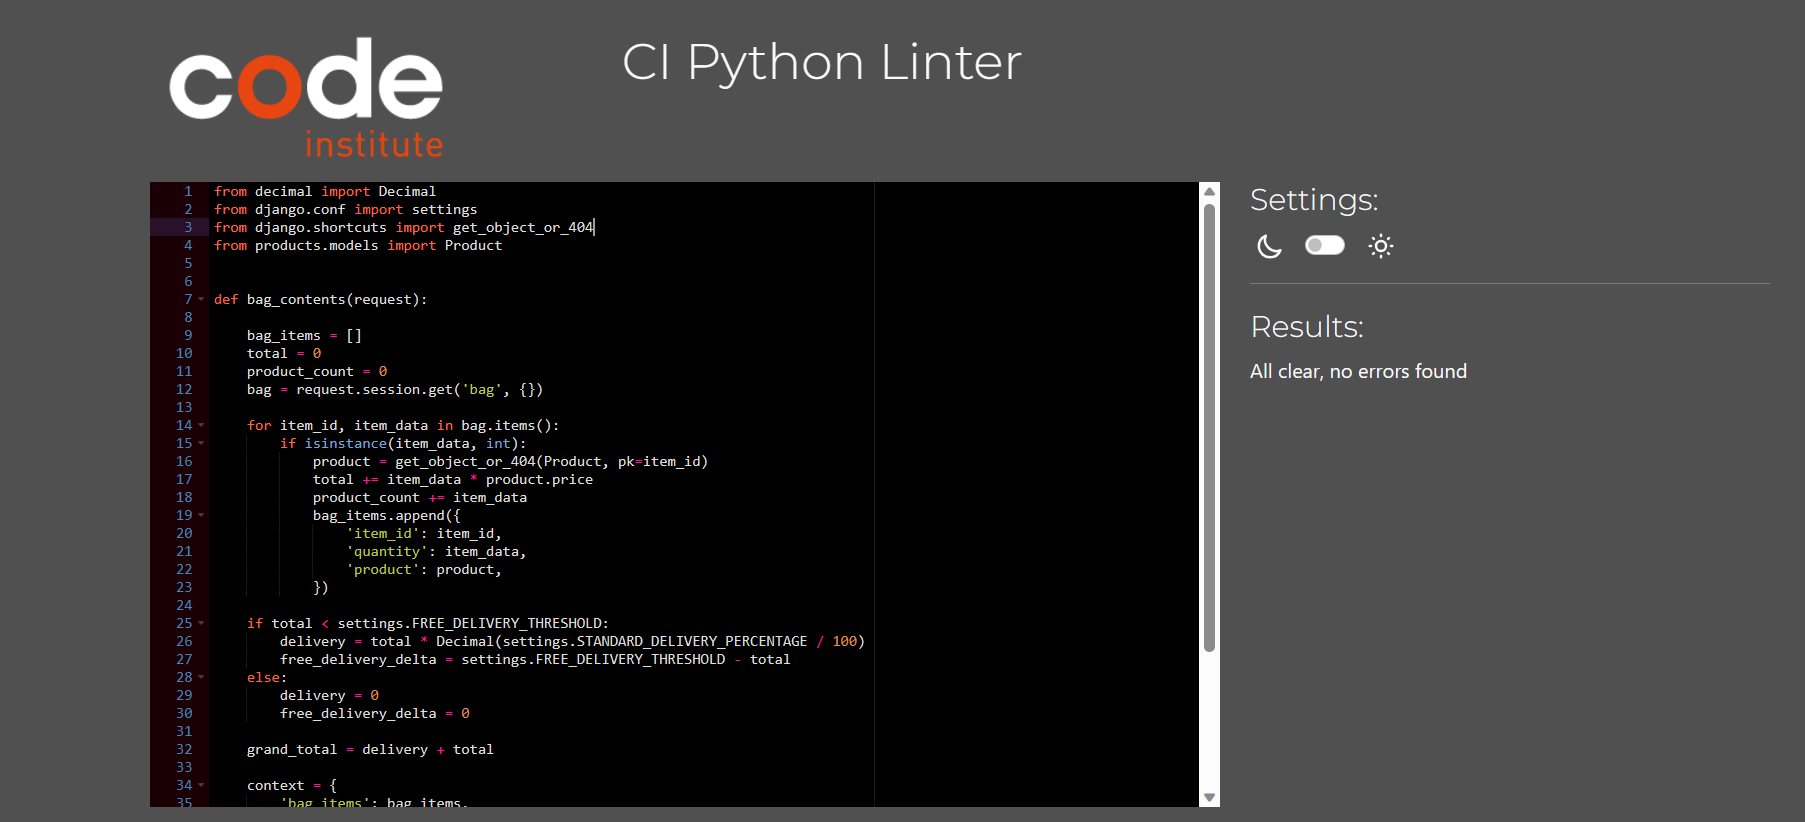 code
institute
CI Python Linter
1 from decimal import Decimal
2 from django.conf import settings
3 from django.shortcuts import get_object_or_404
4 from products.models import Product
5
6
7 def bag_contents(request):
8
9     bag_items = []
10     total = 0
11     product_count = 0
12     bag = request.session.get('bag', {})
13
14     for item_id, item_data in bag.items():
15         if isinstance(item_data, int):
16             product = get_object_or_404(Product, pk=item_id)
17             total += item_data * product.price
18             product_count += item_data
19             bag_items.append({
20                 'item_id': item_id,
21                 'quantity': item_data,
22                 'product': product,
23             })
24
25     if total < settings.FREE_DELIVERY_THRESHOLD:
26         delivery = total * Decimal(settings.STANDARD_DELIVERY_PERCENTAGE / 100)
27         free_delivery_delta = settings.FREE_DELIVERY_THRESHOLD - total
28     else:
29         delivery = 0
30         free_delivery_delta = 0
31
32     grand_total = delivery + total
33
34     context = {
35         'bag_items': bag_items,
Settings:
Results:
All clear, no errors found